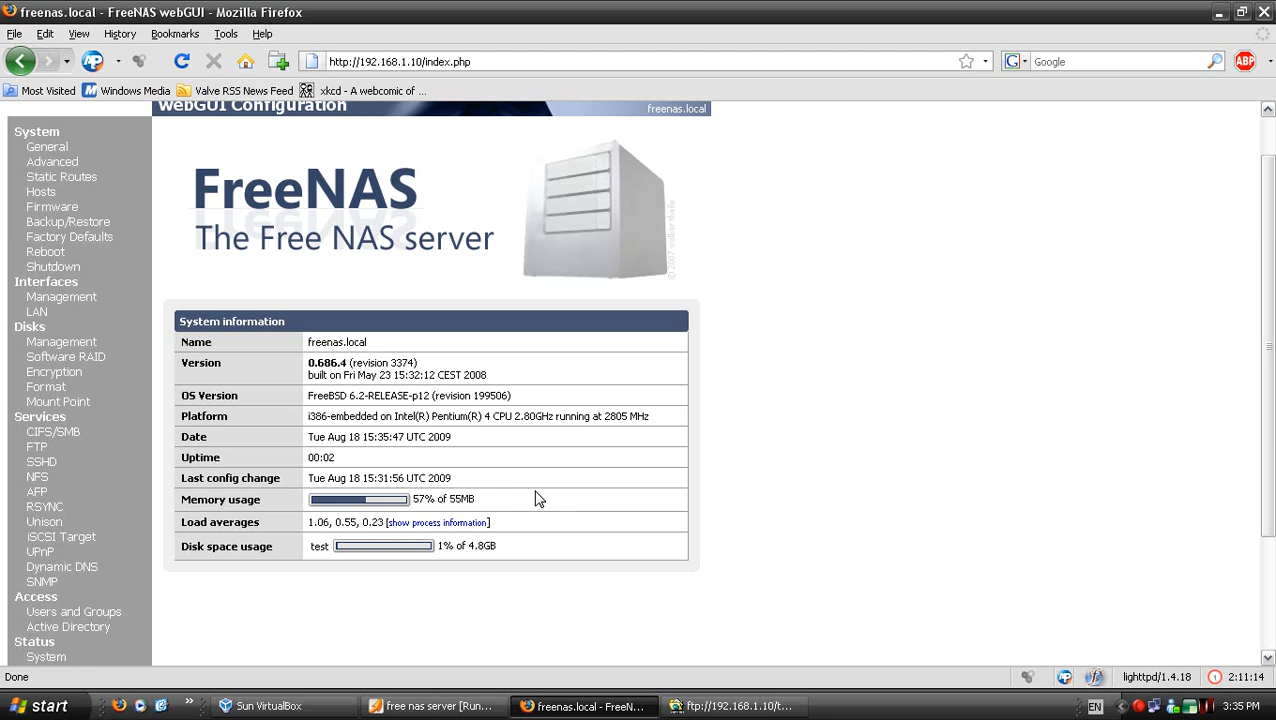 freenas.local - FreeNAS webGUI - Mozilla Firefox
File Edit View History Bookmarks Tools Help
http://192.168.1.10/index.php
Google
ABP
Most Visited Windows Media Valve RSS News Feed xkcd - A webcomic of ...
webGUI Configuration freenas.local
System
General
Advanced
Static Routes
Hosts
Firmware
Backup/Restore
Factory Defaults
Reboot
Shutdown
Interfaces
Management
LAN
Disks
Management
Software RAID
Encryption
Format
Mount Point
Services
CIFS/SMB
FTP
SSHD
NFS
AFP
RSYNC
Unison
iSCSI Target
UPnP
Dynamic DNS
SNMP
Access
Users and Groups
Active Directory
Status
System
FreeNAS
The Free NAS server
© 2007 volker theile
System information
Name freenas.local
Version 0.686.4 (revision 3374)
built on Fri May 23 15:32:12 CEST 2008
OS Version FreeBSD 6.2-RELEASE-p12 (revision 199506)
Platform i386-embedded on Intel(R) Pentium(R) 4 CPU 2.80GHz running at 2805 MHz
Date Tue Aug 18 15:35:47 UTC 2009
Uptime 00:02
Last config change Tue Aug 18 15:31:56 UTC 2009
Memory usage 57% of 55MB
Load averages 1.06, 0.55, 0.23 [show process information]
Disk space usage test 1% of 4.8GB
Done lighttpd/1.4.18 2:11:14
start Sun VirtualBox free nas server [Run... freenas.local - FreeN... ftp://192.168.1.10/t... EN 3:35 PM